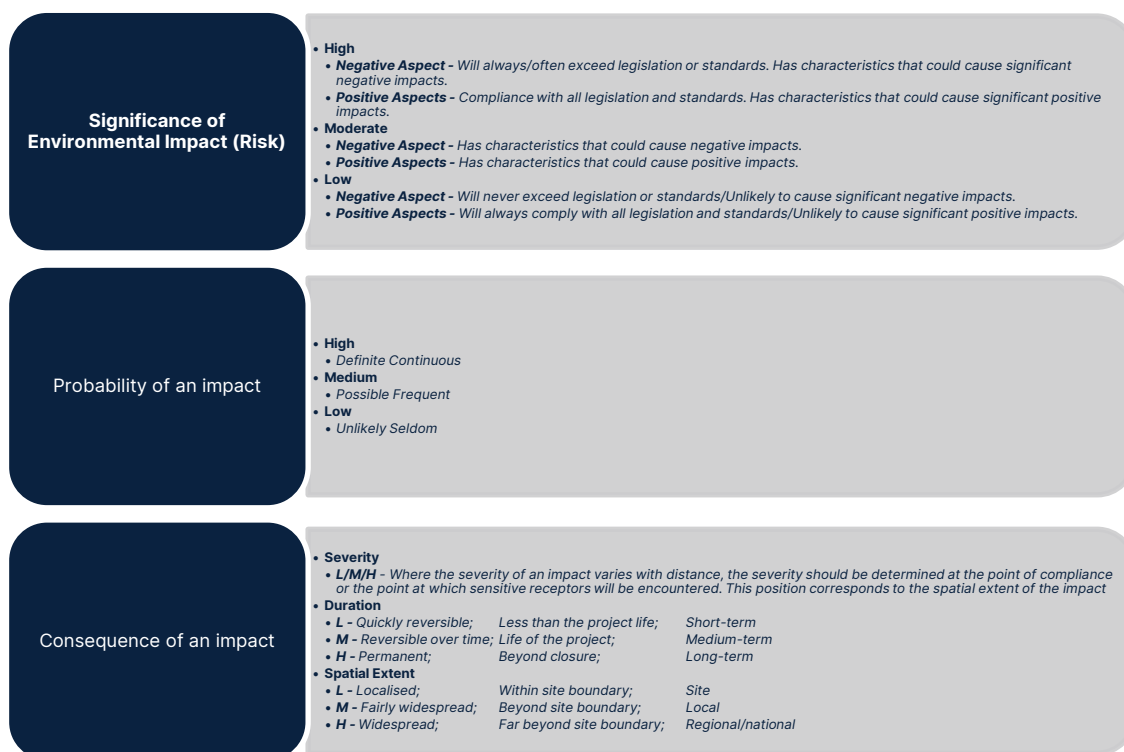 Significance of
Environmental Impact (Risk)
• High
• Negative Aspect - Will always/often exceed legislation or standards. Has characteristics that could cause significant
negative impacts.
• Positive Aspects - Compliance with all legislation and standards. Has characteristics that could cause significant positive
impacts.
• Moderate
• Negative Aspect - Has characteristics that could cause negative impacts.
• Positive Aspects - Has characteristics that could cause positive impacts.
• Low
• Negative Aspect - Will never exceed legislation or standards/Unlikely to cause significant negative impacts.
• Positive Aspects - Will always comply with all legislation and standards/Unlikely to cause significant positive impacts.
Probability of an impact
• High
• Definite Continuous
• Medium
• Possible Frequent
• Low
• Unlikely Seldom
Consequence of an impact
• Severity
• L/M/H - Where the severity of an impact varies with distance, the severity should be determined at the point of compliance
or the point at which sensitive receptors will be encountered. This position corresponds to the spatial extent of the impact
• Duration
• L - Quickly reversible; Less than the project life; Short-term
• M - Reversible over time; Life of the project; Medium-term
• H - Permanent; Beyond closure; Long-term
• Spatial Extent
• L - Localised; Within site boundary; Site
• M - Fairly widespread; Beyond site boundary; Local
• H - Widespread; Far beyond site boundary; Regional/national